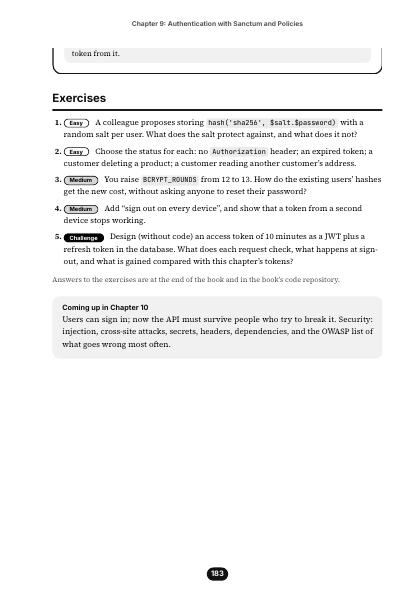 Chapter 9: Authentication with Sanctum and Policies
token from it.
Exercises
1. Easy A colleague proposes storing hash('sha256', $salt.$password) with a
random salt per user. What does the salt protect against, and what does it not?
2. Easy Choose the status for each: no Authorization header; an expired token; a
customer deleting a product; a customer reading another customer's address.
3. Medium You raise BCRYPT_ROUNDS from 12 to 13. How do the existing users' hashes
get the new cost, without asking anyone to reset their password?
4. Medium Add “sign out on every device”, and show that a token from a second
device stops working.
5. Challenge Design (without code) an access token of 10 minutes as a JWT plus a
refresh token in the database. What does each request check, what happens at sign-
out, and what is gained compared with this chapter's tokens?
Answers to the exercises are at the end of the book and in the book's code repository.
Coming up in Chapter 10
Users can sign in; now the API must survive people who try to break it. Security:
injection, cross-site attacks, secrets, headers, dependencies, and the OWASP list of
what goes wrong most often.
183